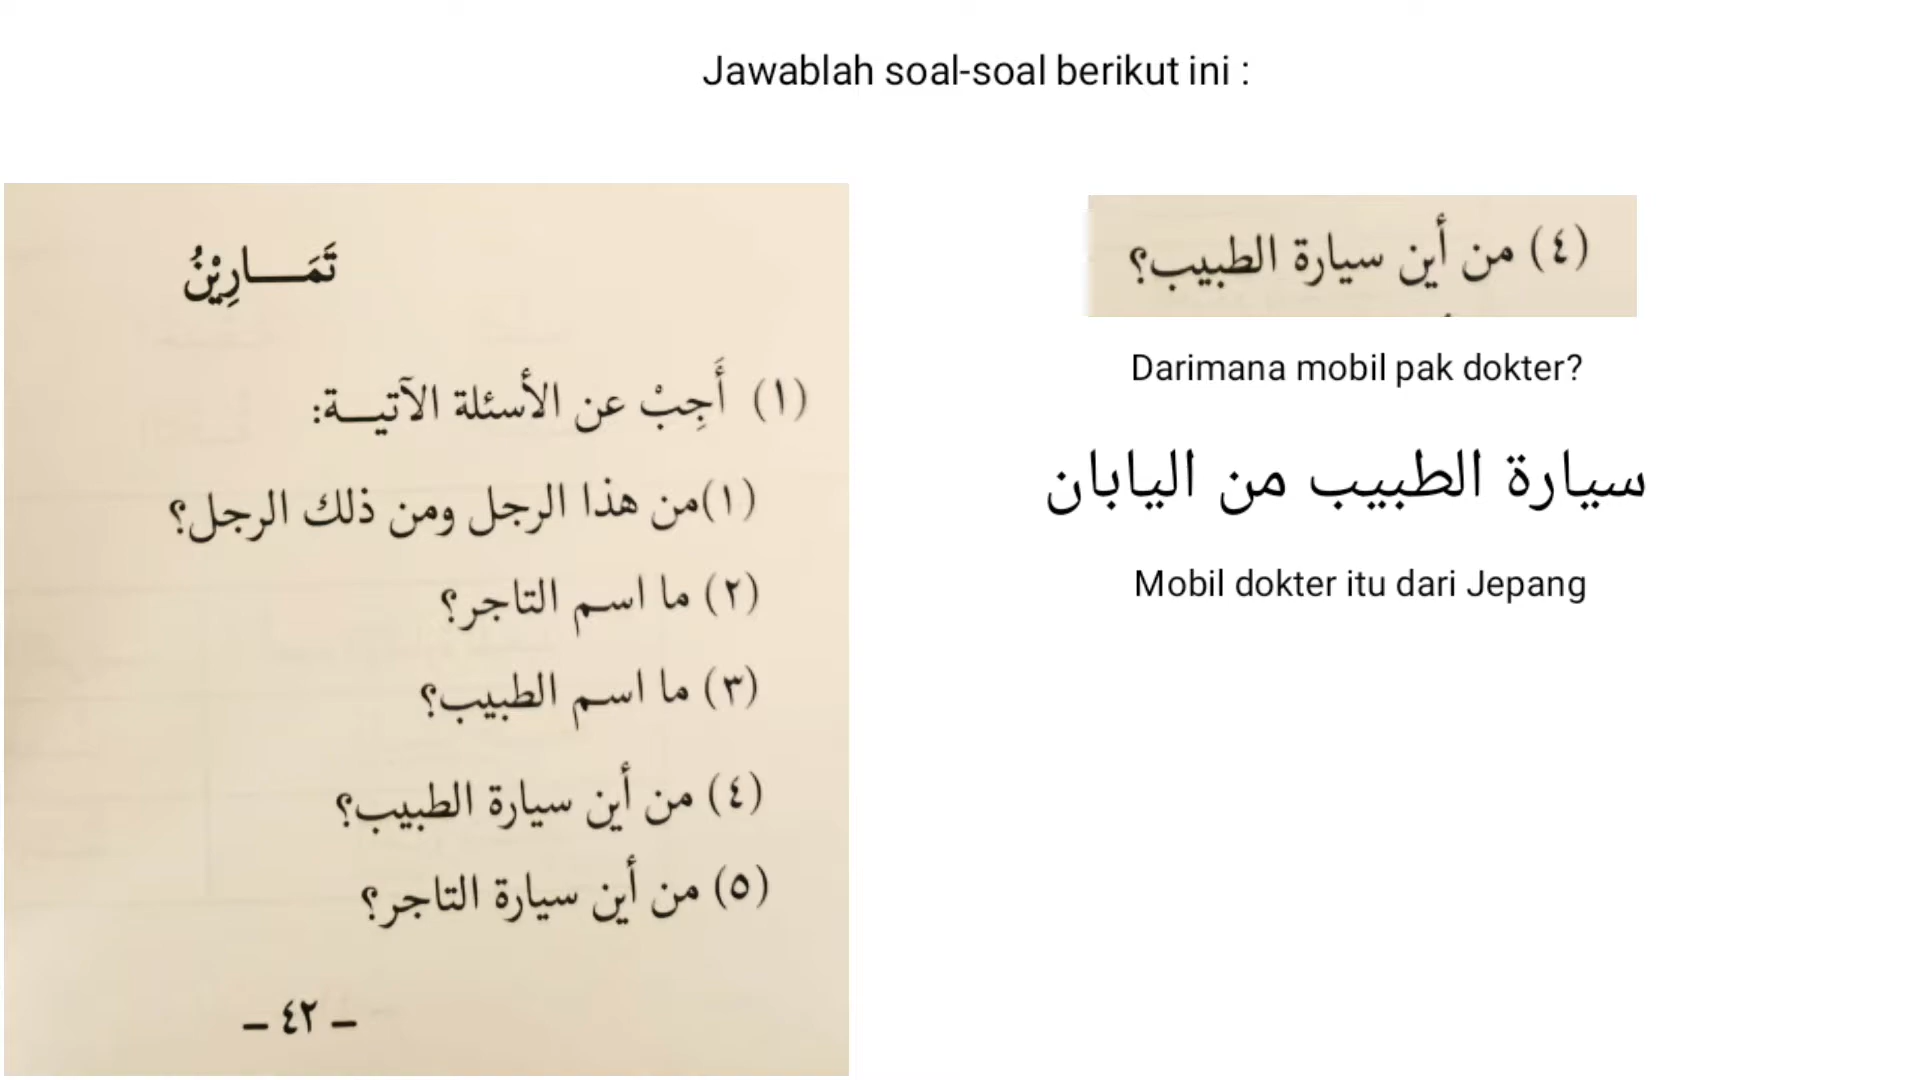 Jawablah soal-soal berikut ini :
تَمَـــارِيْنُ
(١) أَجِبْ عن الأسئلة الآتيــة:
(١)من هذا الرجل ومن ذلك الرجل؟
(٢) ما اسم التاجر؟
(٣) ما اسم الطبيب؟
(٤) من أين سيارة الطبيب؟
(٥) من أين سيارة التاجر؟
– ٤٢ –
(٤) من أين سيارة الطبيب؟
Darimana mobil pak dokter?
سيارة الطبيب من اليابان
Mobil dokter itu dari Jepang